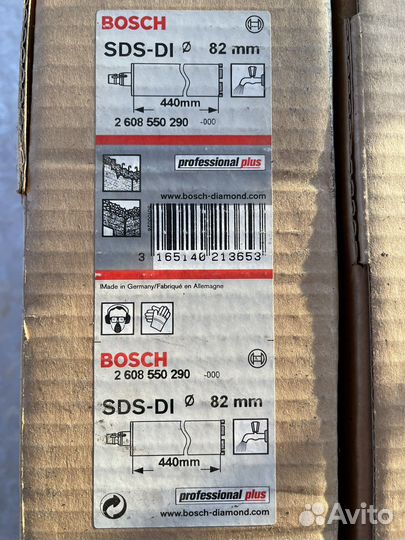 BOSCH
SDS-DI Ø 82 mm
440mm
2 608 550 290 -000
professional plus
www.bosch-diamond.com
3 165140 213653
Made in Germany/Fabriqué en Allemagne
BOSCH
2 608 550 290 -000
SDS-DI Ø 82 mm
440mm
professional plus
www.bosch-diamond.com
Avito